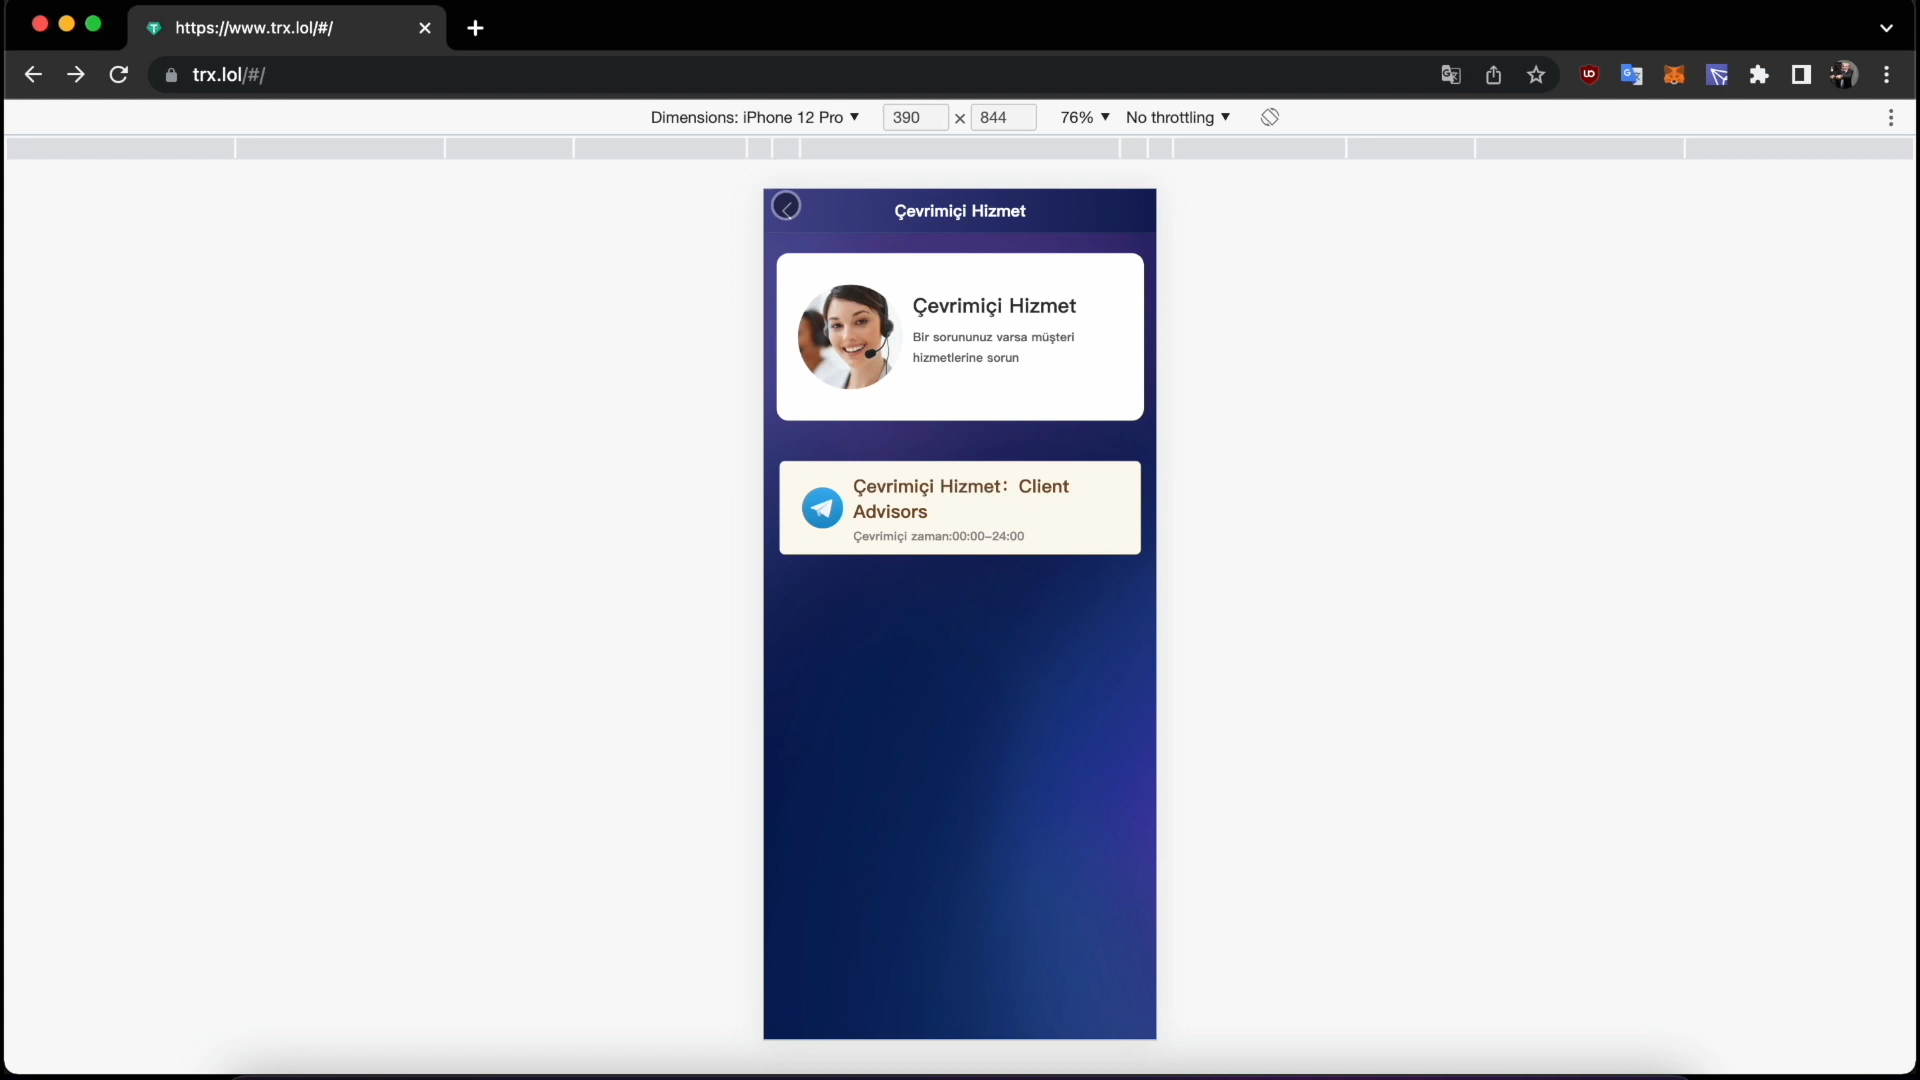 https://www.trx.lol/#/
trx.lol/#/
Dimensions: iPhone 12 Pro ▼ 390 × 844 76% ▼ No throttling ▼
Çevrimiçi Hizmet
Çevrimiçi Hizmet
Bir sorununuz varsa müşteri
hizmetlerine sorun
Çevrimiçi Hizmet：Client
Advisors
Çevrimiçi zaman:00:00–24:00